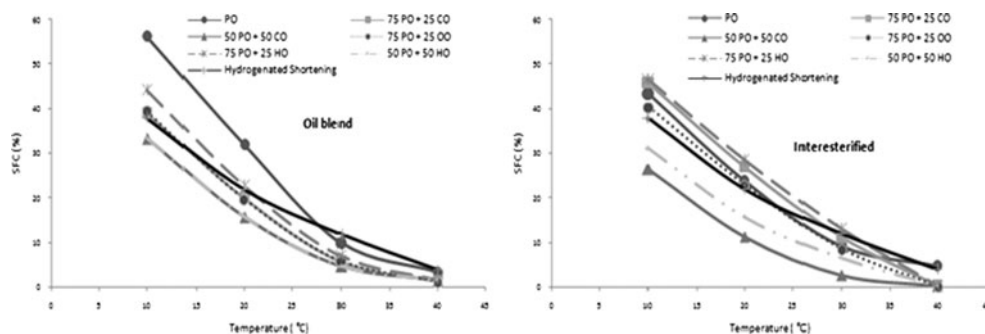 60
50
40
30
20
10
0
SFC (%)
PO
75 PO + 25 CO
50 PO + 50 CO
75 PO + 25 OO
75 PO + 25 HO
50 PO + 50 HO
Hydrogenated Shortening
Oil blend
0 5 10 15 20 25 30 35 40 45
Temperature ( °C)
60
50
40
30
20
10
0
SFC (%)
PO
75 PO + 25 CO
50 PO + 50 CO
75 PO + 25 OO
75 PO + 25 HO
50 PO + 50 HO
Hydrogenated Shortening
Interesterified
0 5 10 15 20 25 30 35 40 45
Temperature ( °C)